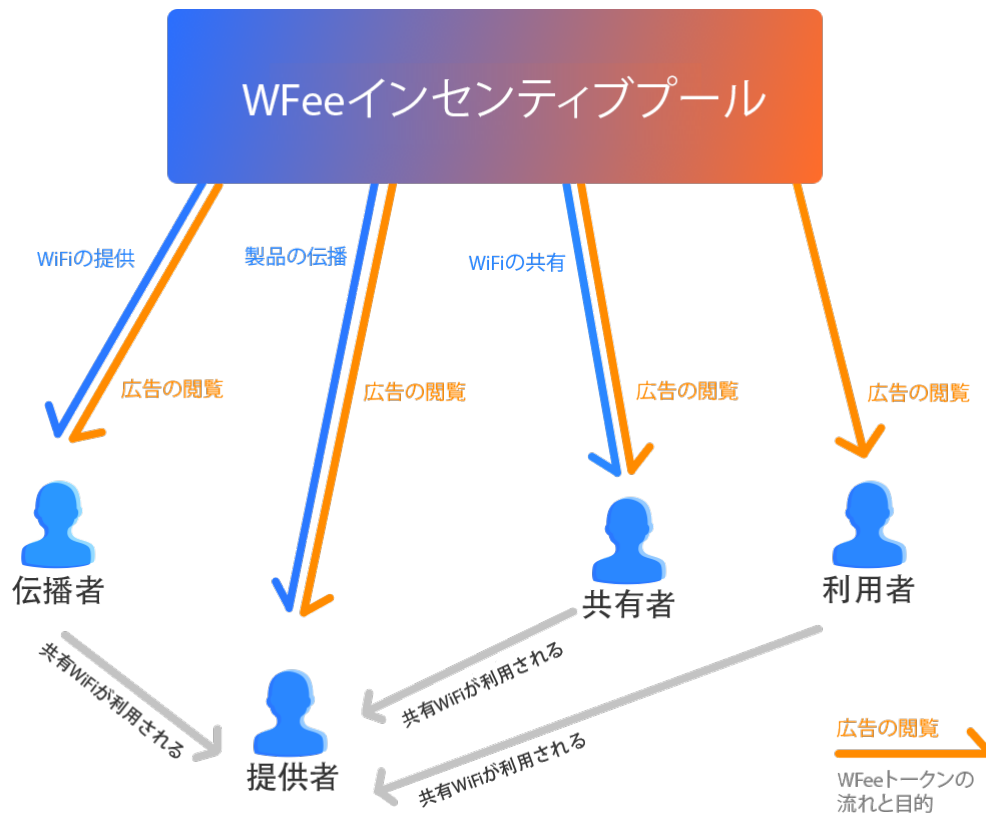 WFeeインセンティブプール
WiFiの提供
製品の伝播
WiFiの共有
広告の閲覧
広告の閲覧
広告の閲覧
広告の閲覧
伝播者
共有者
利用者
共有WiFiが利用される
共有WiFiが利用される
共有WiFiが利用される
提供者
広告の閲覧
WFeeトークンの
流れと目的